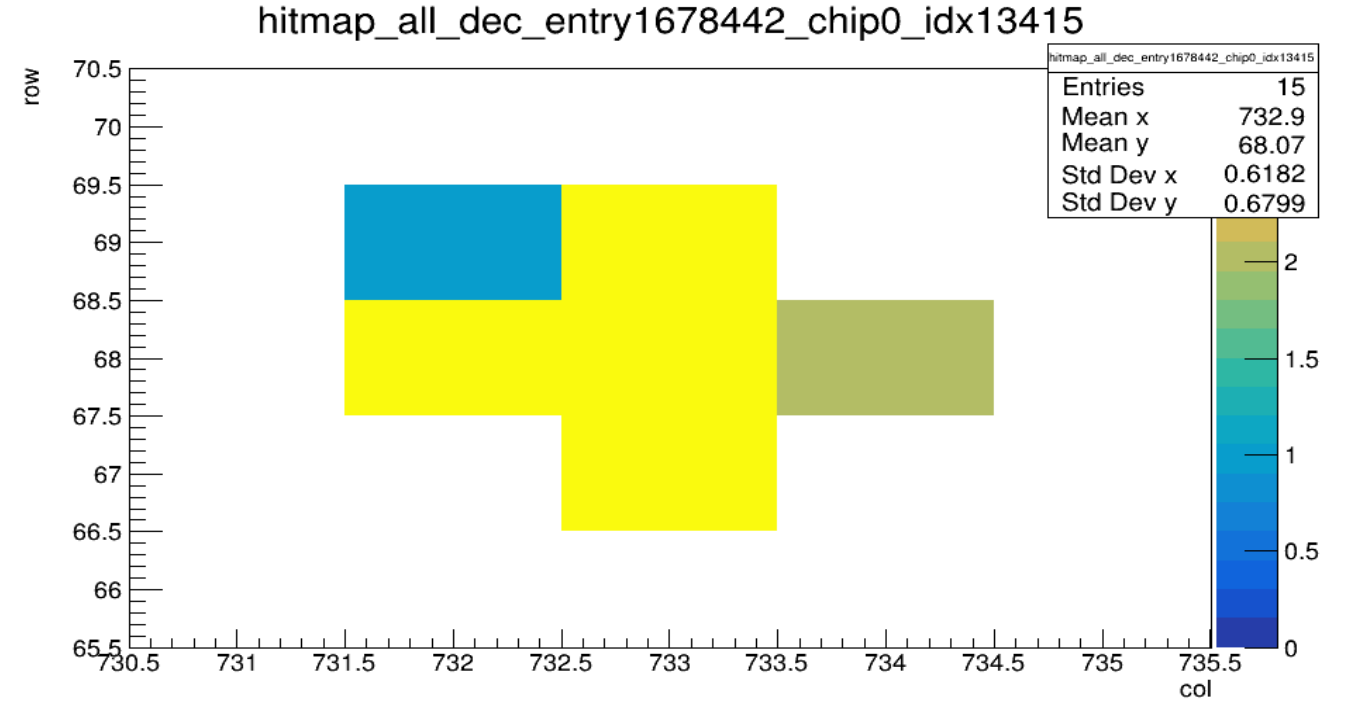 hitmap_all_dec_entry1678442_chip0_idx13415
hitmap_all_dec_entry1678442_chip0_idx13415
Entries 15
Mean x 732.9
Mean y 68.07
Std Dev x 0.6182
Std Dev y 0.6799
row
70.5
70
69.5
69
68.5
68
67.5
67
66.5
66
65.5
730.5 731 731.5 732 732.5 733 733.5 734 734.5 735 735.5
col
2
1.5
1
0.5
0